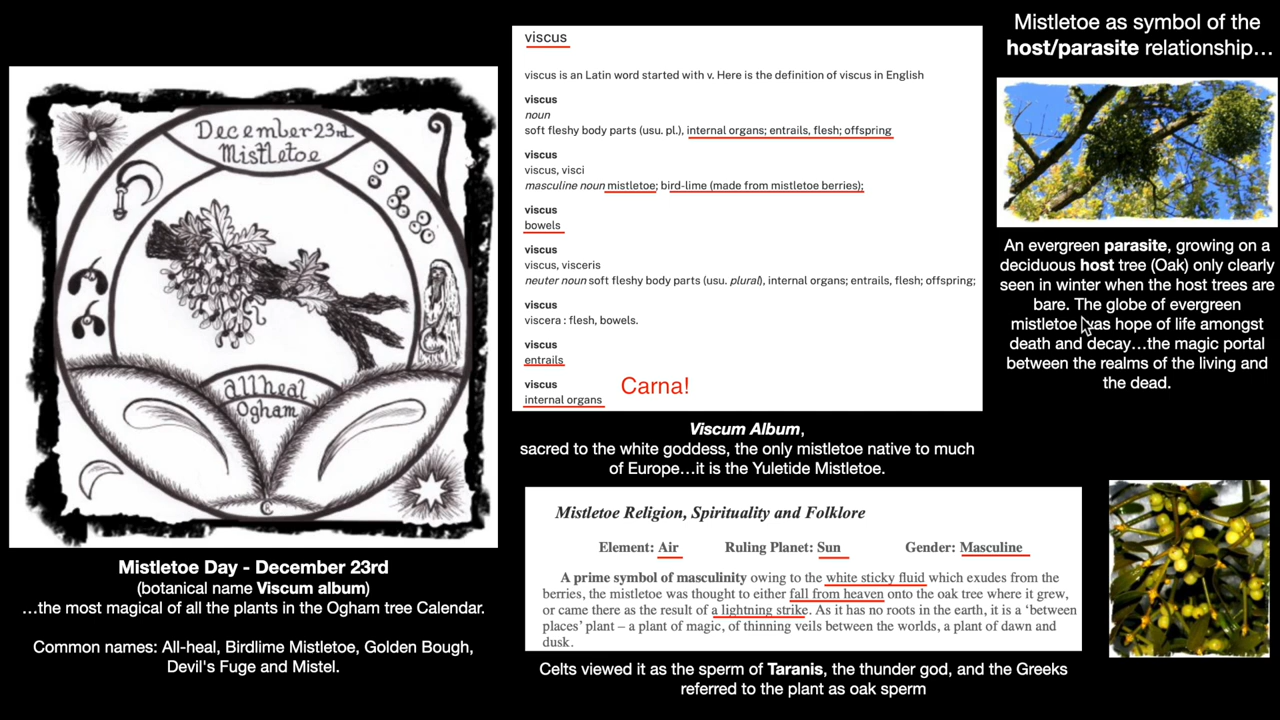 December 23rd
Mistletoe
allheal
Ogham
Mistletoe Day - December 23rd
(botanical name Viscum album)
…the most magical of all the plants in the Ogham tree Calendar.
Common names: All-heal, Birdlime Mistletoe, Golden Bough,
Devil's Fuge and Mistel.
viscus
viscus is an Latin word started with v. Here is the definition of viscus in English
viscus
noun
soft fleshy body parts (usu. pl.), internal organs; entrails, flesh; offspring
viscus
viscus, visci
masculine noun mistletoe; bird-lime (made from mistletoe berries);
viscus
bowels
viscus
viscus, visceris
neuter noun soft fleshy body parts (usu. plural), internal organs; entrails, flesh; offspring;
viscus
viscera : flesh, bowels.
viscus
entrails
viscus
internal organs
Carna!
Viscum Album,
sacred to the white goddess, the only mistletoe native to much
of Europe…it is the Yuletide Mistletoe.
Mistletoe Religion, Spirituality and Folklore
Element: Air Ruling Planet: Sun Gender: Masculine
A prime symbol of masculinity owing to the white sticky fluid which exudes from the
berries, the mistletoe was thought to either fall from heaven onto the oak tree where it grew,
or came there as the result of a lightning strike. As it has no roots in the earth, it is a ‘between
places’ plant – a plant of magic, of thinning veils between the worlds, a plant of dawn and
dusk.
Celts viewed it as the sperm of Taranis, the thunder god, and the Greeks
referred to the plant as oak sperm
Mistletoe as symbol of the
host/parasite relationship…
An evergreen parasite, growing on a
deciduous host tree (Oak) only clearly
seen in winter when the host trees are
bare. The globe of evergreen
mistletoe was hope of life amongst
death and decay…the magic portal
between the realms of the living and
the dead.